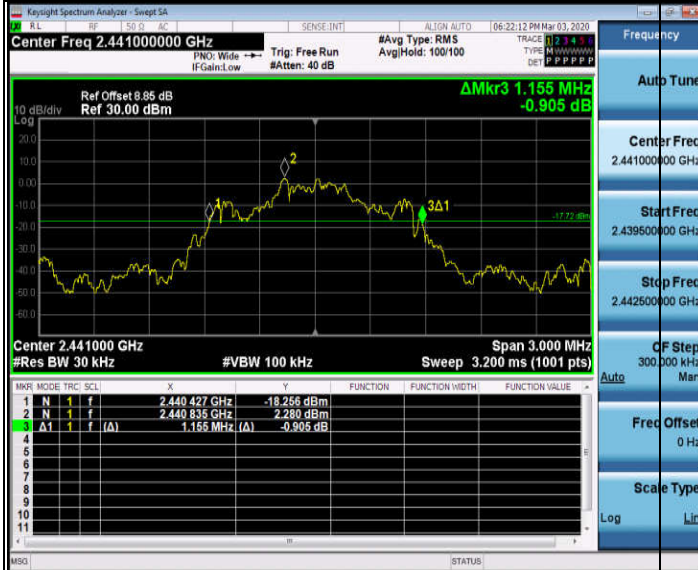 Keysight Spectrum Analyzer - Swept SA
RL RF 50 Ω AC SENSE:INT ALIGN AUTO 06:22:12 PM Mar 03, 2020
Center Freq 2.441000000 GHz
PNO: Wide
IFGain:Low
Trig: Free Run
#Atten: 40 dB
#Avg Type: RMS
Avg|Hold: 100/100
TRACE 1 2 3 4 5 6
TYPE M WWWWW
DET P P P P P P
Ref Offset 8.85 dB
Ref 30.00 dBm
10 dB/div
Log
ΔMkr3 1.155 MHz
-0.905 dB
20.0
10.0
0.00
-10.0
-20.0
-30.0
-40.0
-50.0
-60.0
1
2
3Δ1
-17.72 dBm
Center 2.441000 GHz
Span 3.000 MHz
#Res BW 30 kHz
#VBW 100 kHz
Sweep 3.200 ms (1001 pts)
MKR MODE TRC SCL X Y FUNCTION FUNCTION WIDTH FUNCTION VALUE
1 N 1 f 2.440 427 GHz -18.256 dBm
2 N 1 f 2.440 835 GHz 2.280 dBm
3 Δ1 1 f (Δ) 1.155 MHz (Δ) -0.905 dB
4
5
6
7
8
9
10
11
MSG STATUS
Frequency
Auto Tune
Center Freq
2.441000000 GHz
Start Freq
2.439500000 GHz
Stop Freq
2.442500000 GHz
CF Step
300.000 kHz
Auto Man
Freq Offset
0 Hz
Scale Type
Log Lin